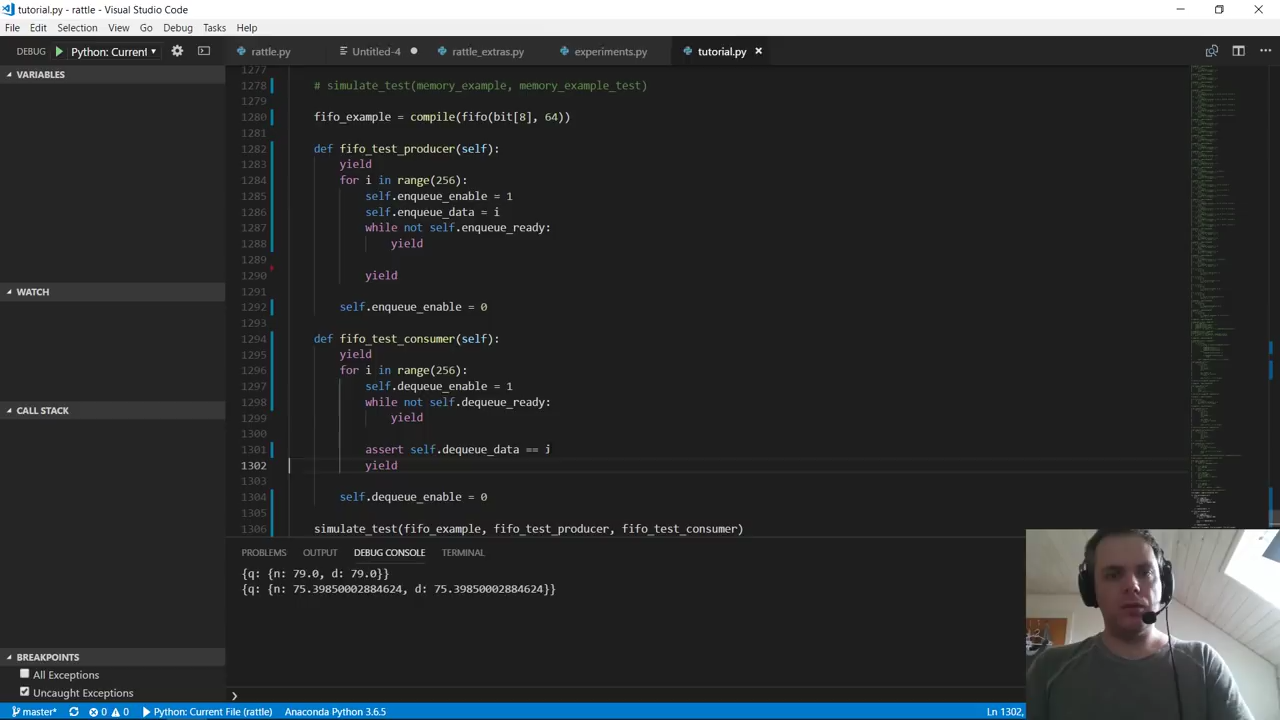 tutorial.py - rattle - Visual Studio Code
File Edit Selection View Go Debug Tasks Help
DEBUG Python: Current
rattle.py Untitled-4 rattle_extras.py experiments.py tutorial.py
VARIABLES
1277
1278 # simulate_test(memory_example, memory_example_test)
1279
1280 fifo_example = compile(fifo(bit[8], 64))
1281
1282 def fifo_test_producer(self):
1283 yield
1284 for i in range(256):
1285 self.enqueue_enable = 1
1286 self.enqueue_data = i
1287 while not self.enqueue_ready:
1288 yield
1289
1290 yield
1291
WATCH
1292 self.enqueue_enable = 0
1293
1294 def fifo_test_consumer(self):
1295 yield
1296 for i in range(256):
1297 self.dequeue_enable = 1
1298 while not self.dequeue_ready:
CALL STACK
1299 yield
1300
1301 assert self.dequeue_data == i
1302 yield
1303
1304 self.dequeue_enable = 0
1305
1306 simulate_test(fifo_example, fifo_test_producer, fifo_test_consumer)
PROBLEMS OUTPUT DEBUG CONSOLE TERMINAL
{q: {n: 79.0, d: 79.0}}
{q: {n: 75.39850002884624, d: 75.39850002884624}}
BREAKPOINTS
All Exceptions
Uncaught Exceptions
master* 0 0 Python: Current File (rattle) Anaconda Python 3.6.5 Ln 1302,